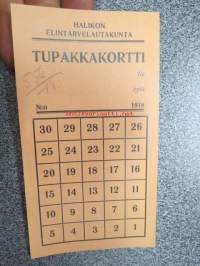 HALIKON
ELINTARVELAUTAKUNTA
TUPAKKAKORTTI
N:o 1918
30 29 28 27 26
25 24 23 22 21
20 19 18 17 16
15 14 13 12 11
10 9 8 7 6
5 4 3 2 1